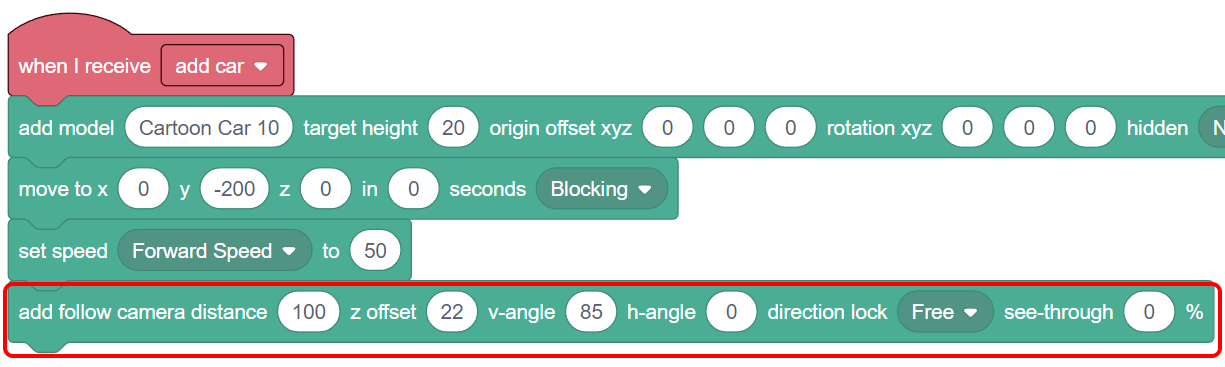 when I receive add car
add model Cartoon Car 10 target height 20 origin offset xyz 0 0 0 rotation xyz 0 0 0 hidden
move to x 0 y -200 z 0 in 0 seconds Blocking
set speed Forward Speed to 50
add follow camera distance 100 z offset 22 v-angle 85 h-angle 0 direction lock Free see-through 0 %